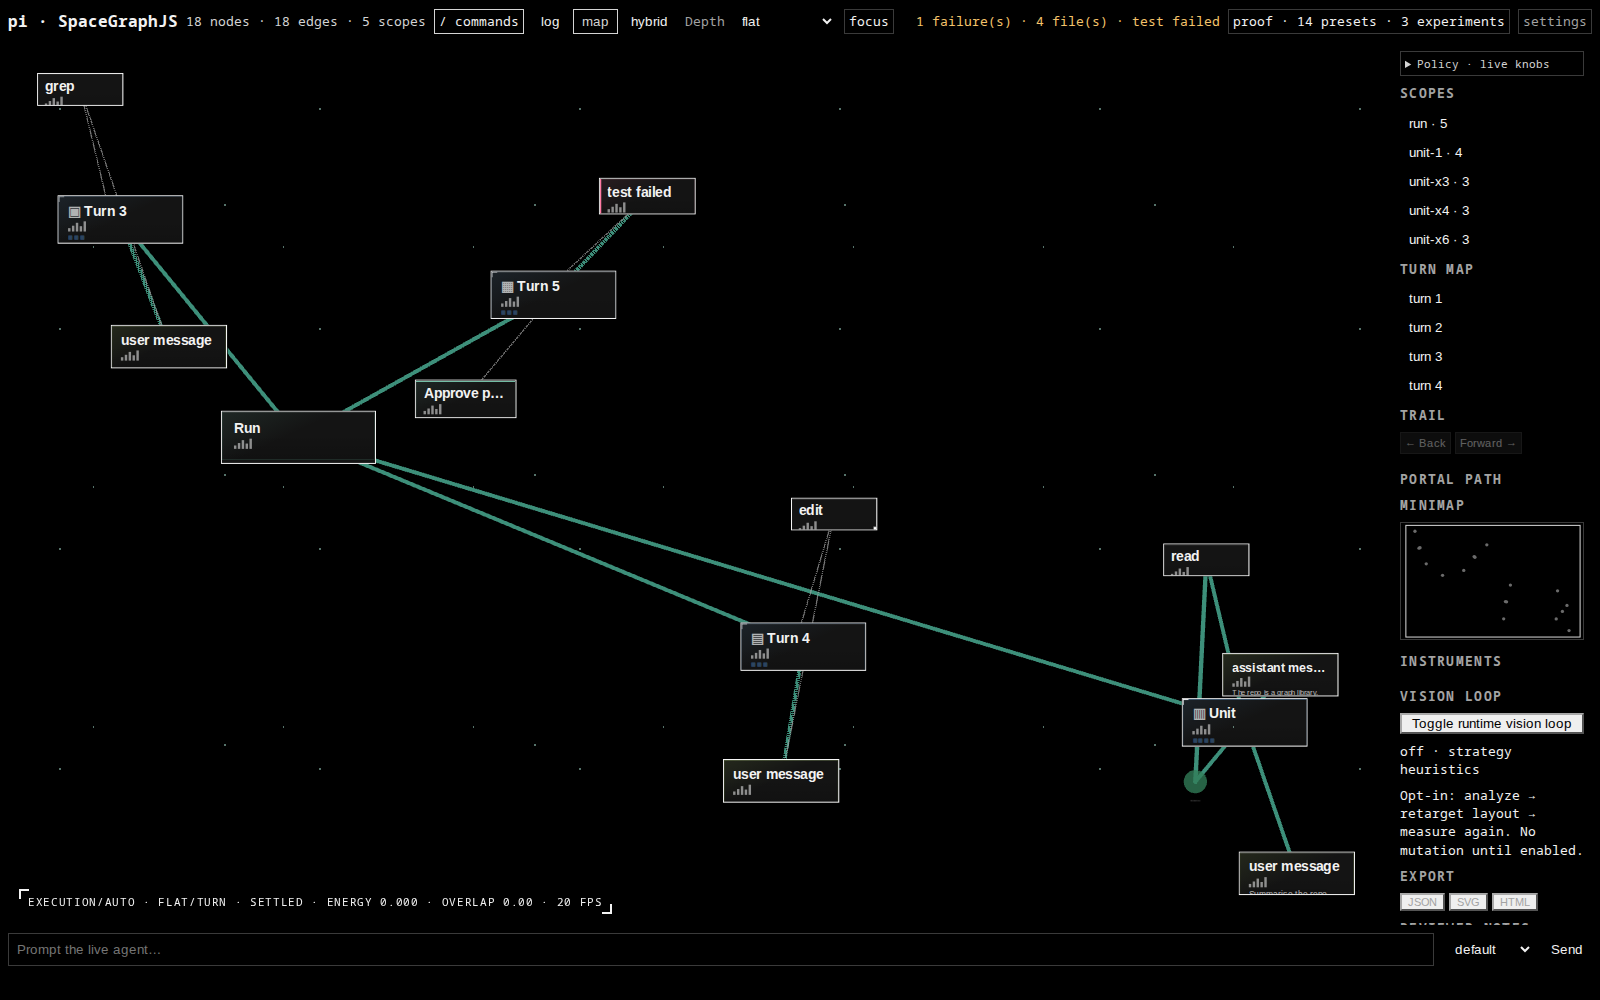 pi · SpaceGraphJS 18 nodes · 18 edges · 5 scopes / commands log map hybrid Depth flat focus 1 failure(s) · 4 file(s) · test failed proof · 14 presets · 3 experiments settings
grep
Turn 3
user message
Run
test failed
Turn 5
Approve p…
edit
Turn 4
user message
read
assistant mes…
The repo is a graph library.
Unit
user message
EXECUTION/AUTO · FLAT/TURN · SETTLED · ENERGY 0.000 · OVERLAP 0.00 · 20 FPS
Policy · live knobs
SCOPES
run · 5
unit-1 · 4
unit-x3 · 3
unit-x4 · 3
unit-x6 · 3
TURN MAP
turn 1
turn 2
turn 3
turn 4
TRAIL
← Back Forward →
PORTAL PATH
MINIMAP
INSTRUMENTS
VISION LOOP
Toggle runtime vision loop
off · strategy
heuristics
Opt-in: analyze →
retarget layout →
measure again. No
mutation until enabled.
EXPORT
JSON SVG HTML
Prompt the live agent… default Send